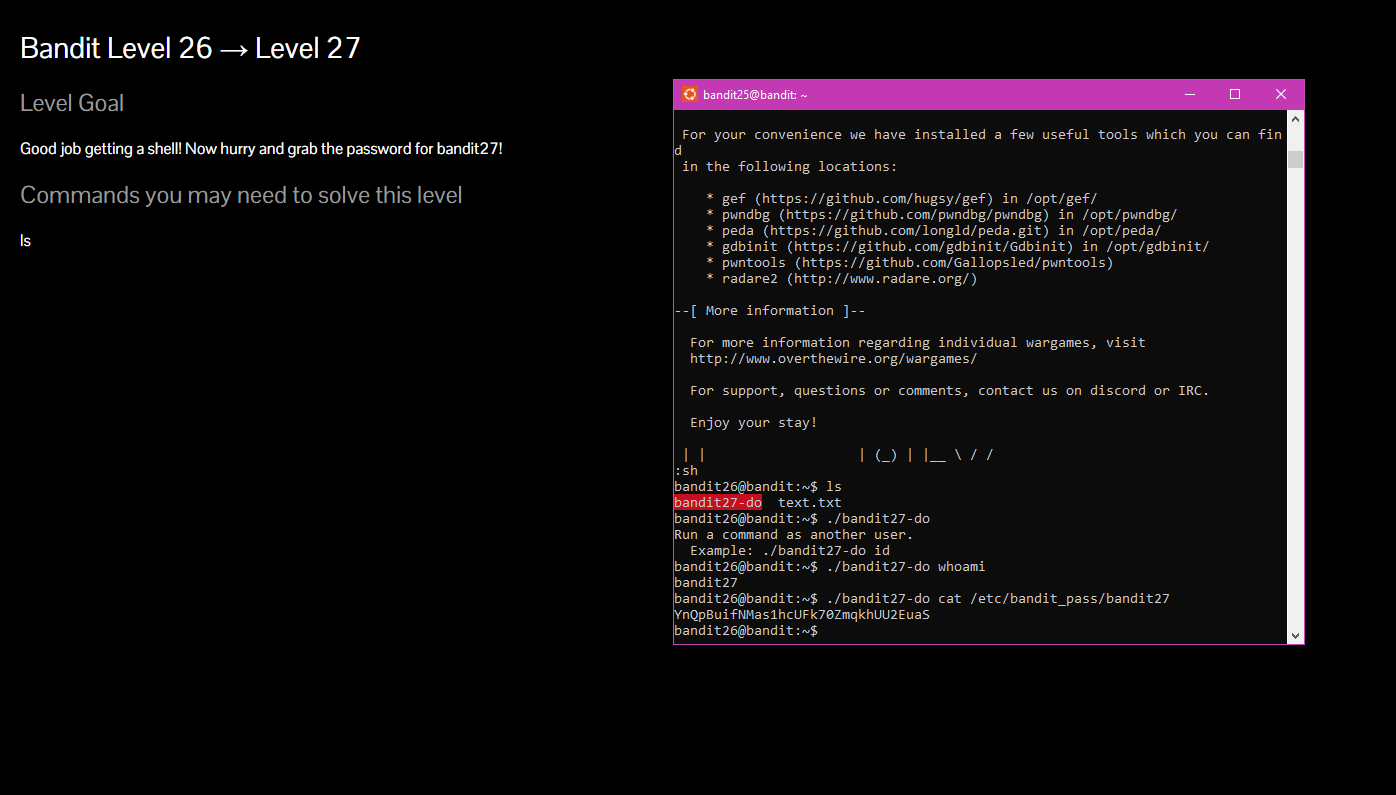 Bandit Level 26 → Level 27
Level Goal
Good job getting a shell! Now hurry and grab the password for bandit27!
Commands you may need to solve this level
ls
bandit25@bandit: ~
For your convenience we have installed a few useful tools which you can fin
d
in the following locations:
* gef (https://github.com/hugsy/gef) in /opt/gef/
* pwndbg (https://github.com/pwndbg/pwndbg) in /opt/pwndbg/
* peda (https://github.com/longld/peda.git) in /opt/peda/
* gdbinit (https://github.com/gdbinit/Gdbinit) in /opt/gdbinit/
* pwntools (https://github.com/Gallopsled/pwntools)
* radare2 (http://www.radare.org/)
--[ More information ]--
For more information regarding individual wargames, visit
http://www.overthewire.org/wargames/
For support, questions or comments, contact us on discord or IRC.
Enjoy your stay!
| |                   | (_) | |__ \ / /
:sh
bandit26@bandit:~$ ls
bandit27-do  text.txt
bandit26@bandit:~$ ./bandit27-do
Run a command as another user.
Example: ./bandit27-do id
bandit26@bandit:~$ ./bandit27-do whoami
bandit27
bandit26@bandit:~$ ./bandit27-do cat /etc/bandit_pass/bandit27
YnQpBuifNMas1hcUFk70ZmqkhUU2EuaS
bandit26@bandit:~$